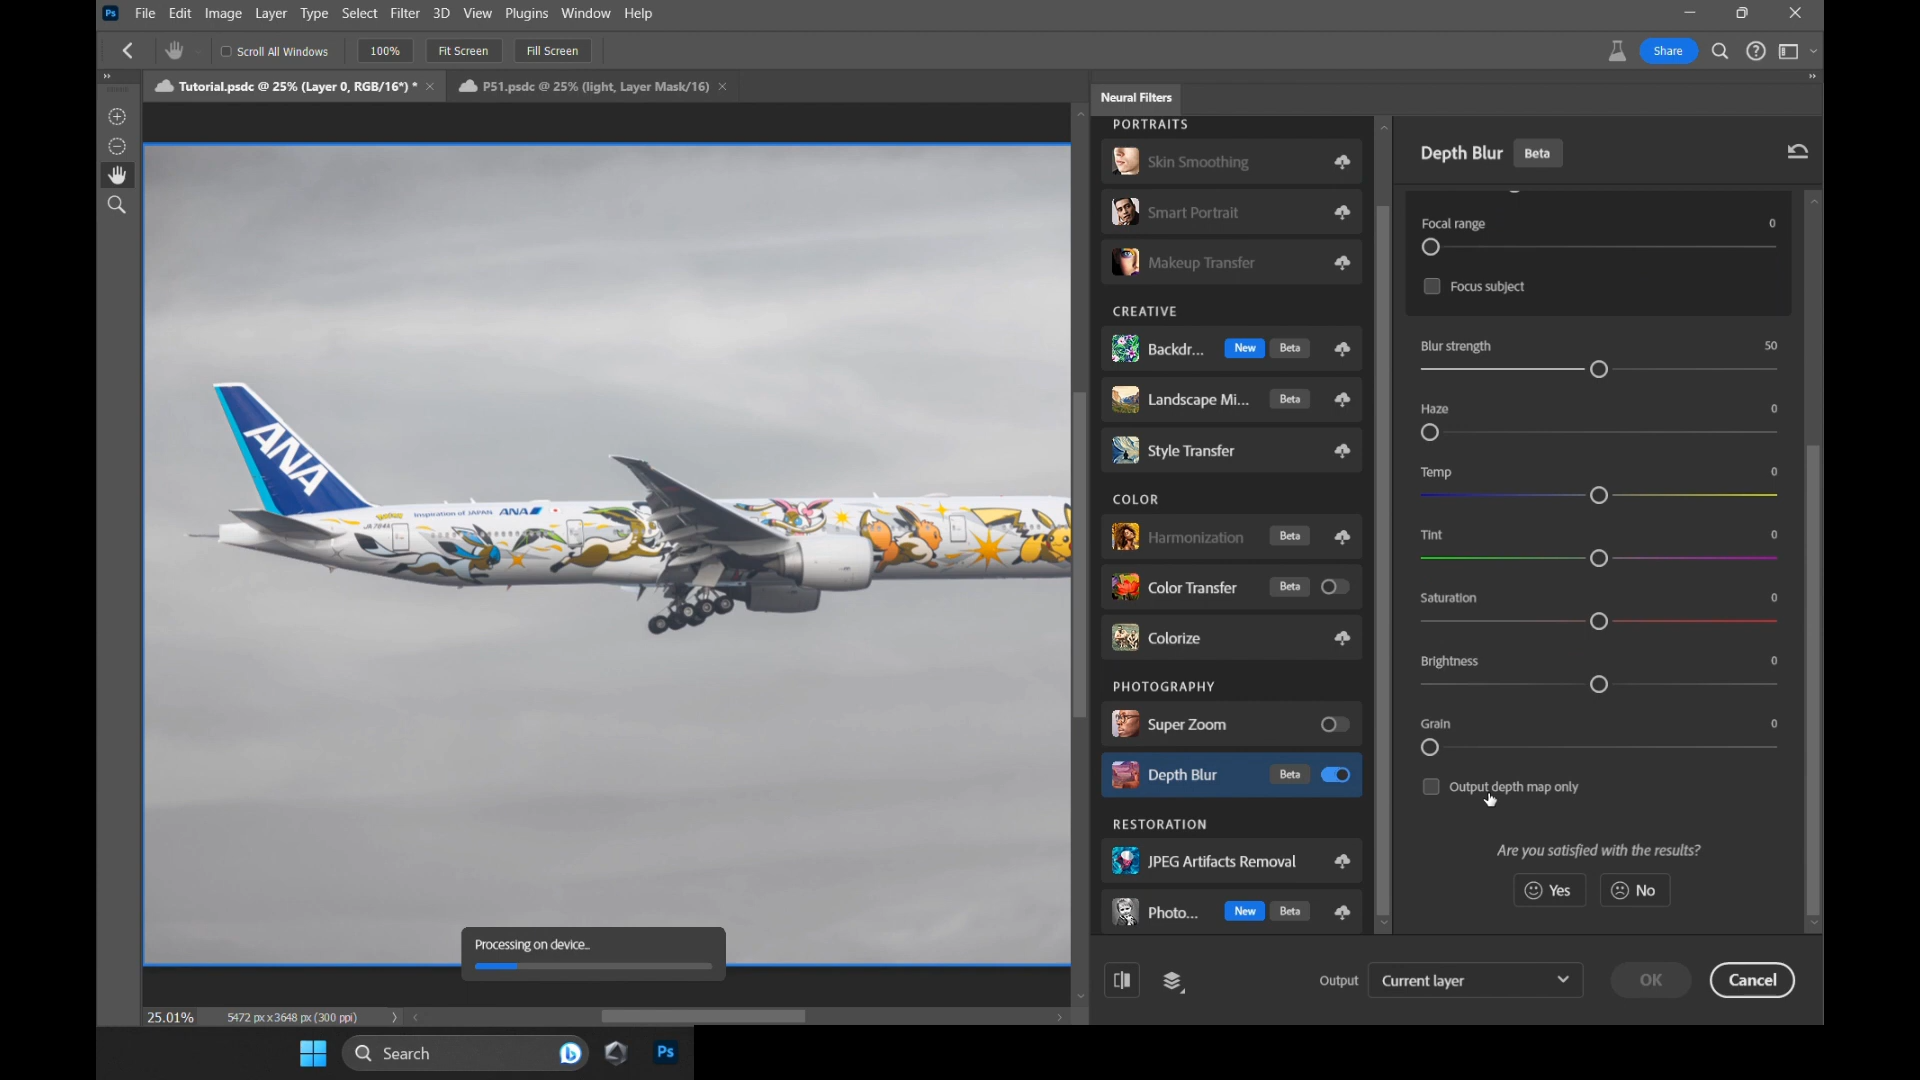 Ps File Edit Image Layer Type Select Filter 3D View Plugins Window Help
Scroll All Windows 100% Fit Screen Fill Screen Share
Tutorial.psdc @ 25% (Layer 0, RGB/16*) * P51.psdc @ 25% (light, Layer Mask/16)
Neural Filters
PORTRAITS
Skin Smoothing
Smart Portrait
Makeup Transfer
CREATIVE
Backdr... New Beta
Landscape Mi... Beta
Style Transfer
COLOR
Harmonization Beta
Color Transfer Beta
Colorize
PHOTOGRAPHY
Super Zoom
Depth Blur Beta
RESTORATION
JPEG Artifacts Removal
Photo... New Beta
Depth Blur Beta
Focal range 0
Focus subject
Blur strength 50
Haze 0
Temp 0
Tint 0
Saturation 0
Brightness 0
Grain 0
Output depth map only
Are you satisfied with the results?
Yes No
Output Current layer OK Cancel
ANA
Inspiration of JAPAN ANA
Processing on device...
25.01% 5472 px x 3648 px (300 ppi)
Search Ps